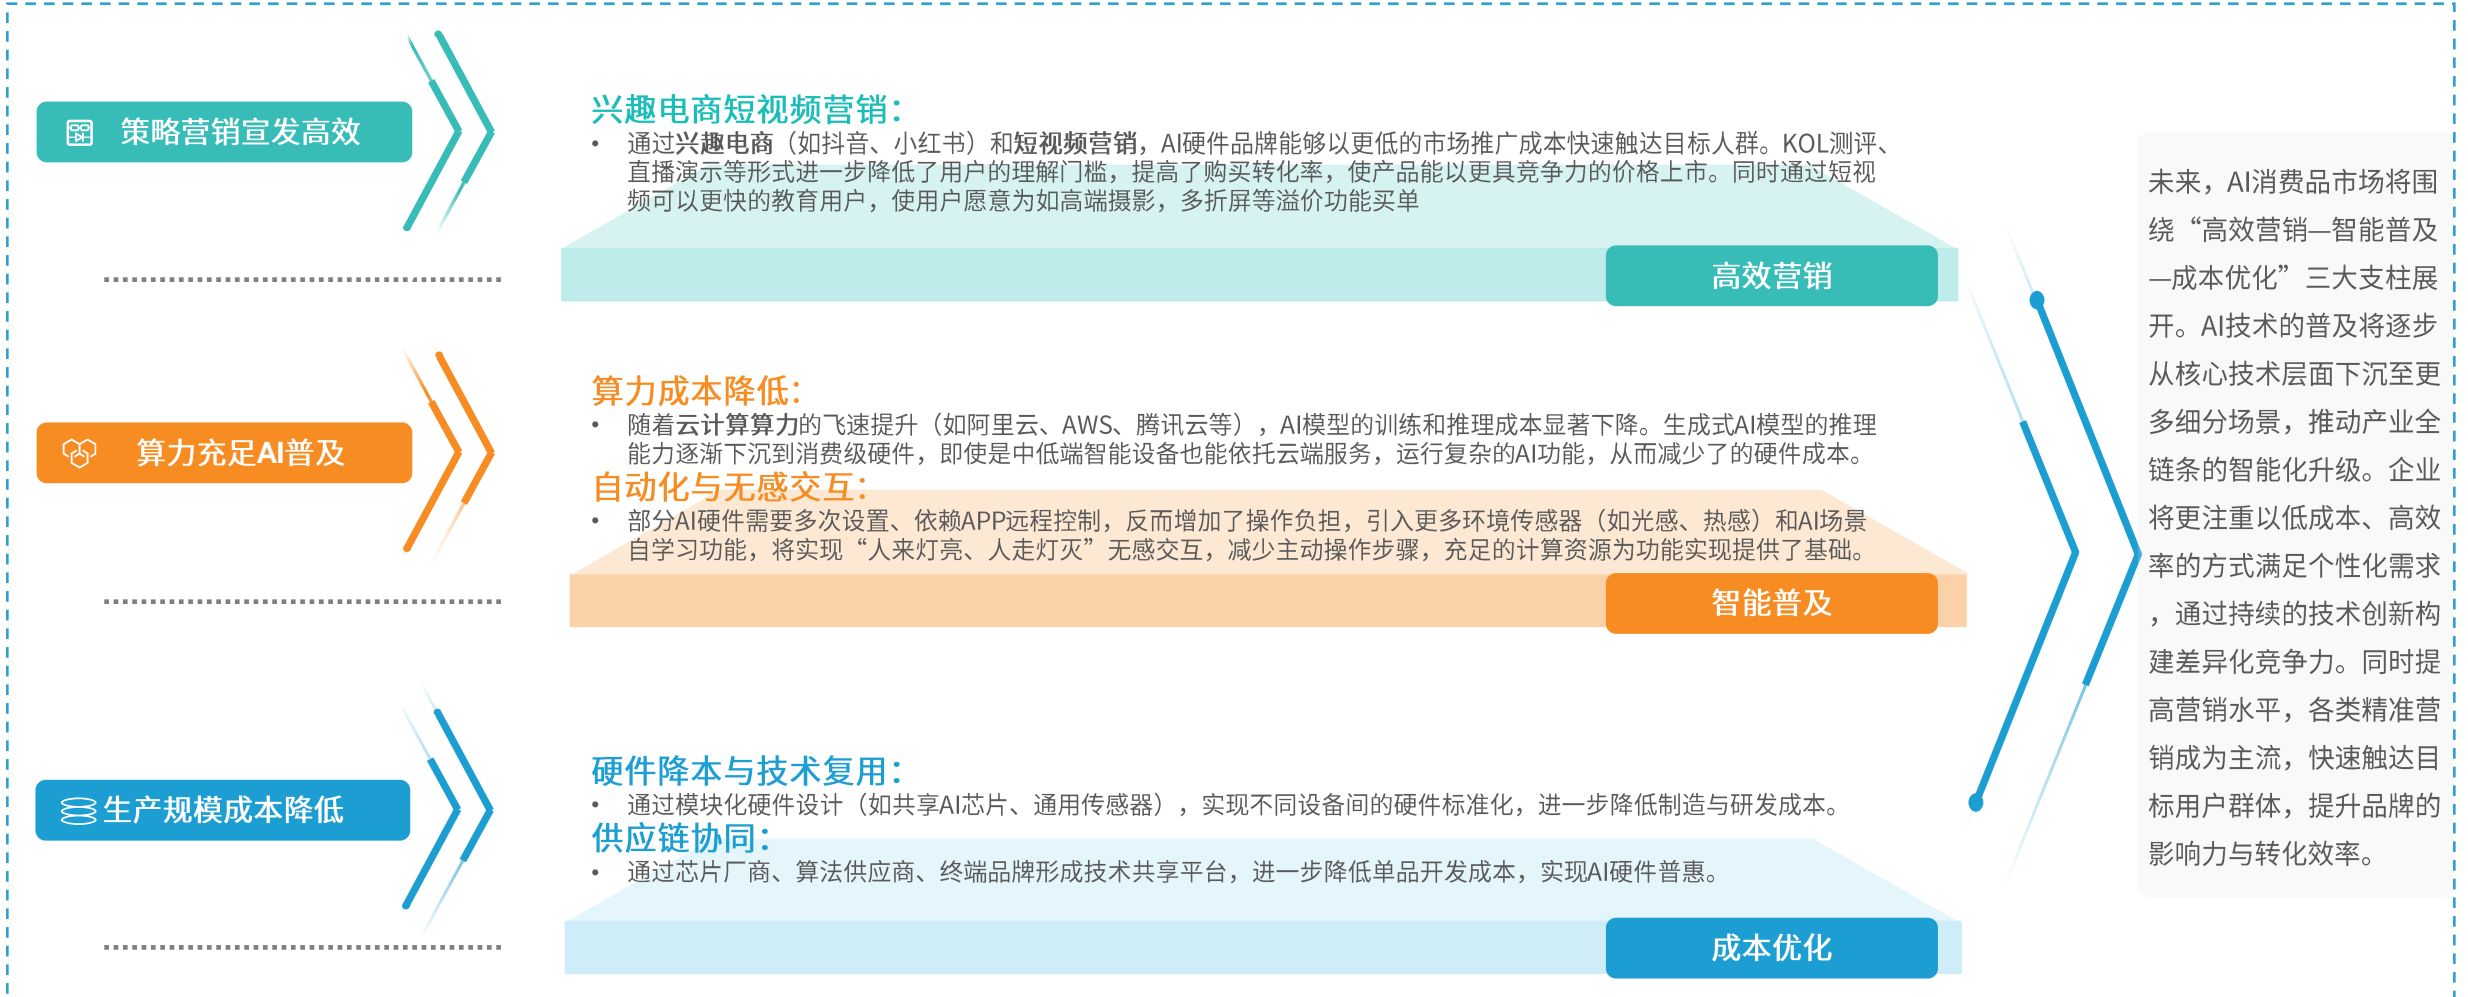 策略营销宣发高效
兴趣电商短视频营销：
• 通过兴趣电商（如抖音、小红书）和短视频营销，AI硬件品牌能够以更低的市场推广成本快速触达目标人群。KOL测评、
直播演示等形式进一步降低了用户的理解门槛，提高了购买转化率，使产品能以更具竞争力的价格上市。同时通过短视
频可以更快的教育用户，使用户愿意为如高端摄影，多折屏等溢价功能买单
高效营销
算力充足AI普及
算力成本降低：
• 随着云计算算力的飞速提升（如阿里云、AWS、腾讯云等），AI模型的训练和推理成本显著下降。生成式AI模型的推理
能力逐渐下沉到消费级硬件，即使是中低端智能设备也能依托云端服务，运行复杂的AI功能，从而减少了的硬件成本。
自动化与无感交互：
• 部分AI硬件需要多次设置、依赖APP远程控制，反而增加了操作负担，引入更多环境传感器（如光感、热感）和AI场景
自学习功能，将实现“人来灯亮、人走灯灭”无感交互，减少主动操作步骤，充足的计算资源为功能实现提供了基础。
智能普及
生产规模成本降低
硬件降本与技术复用：
• 通过模块化硬件设计（如共享AI芯片、通用传感器），实现不同设备间的硬件标准化，进一步降低制造与研发成本。
供应链协同：
• 通过芯片厂商、算法供应商、终端品牌形成技术共享平台，进一步降低单品开发成本，实现AI硬件普惠。
成本优化
未来，AI消费品市场将围
绕“高效营销—智能普及
—成本优化”三大支柱展
开。AI技术的普及将逐步
从核心技术层面下沉至更
多细分场景，推动产业全
链条的智能化升级。企业
将更注重以低成本、高效
率的方式满足个性化需求
，通过持续的技术创新构
建差异化竞争力。同时提
高营销水平，各类精准营
销成为主流，快速触达目
标用户群体，提升品牌的
影响力与转化效率。